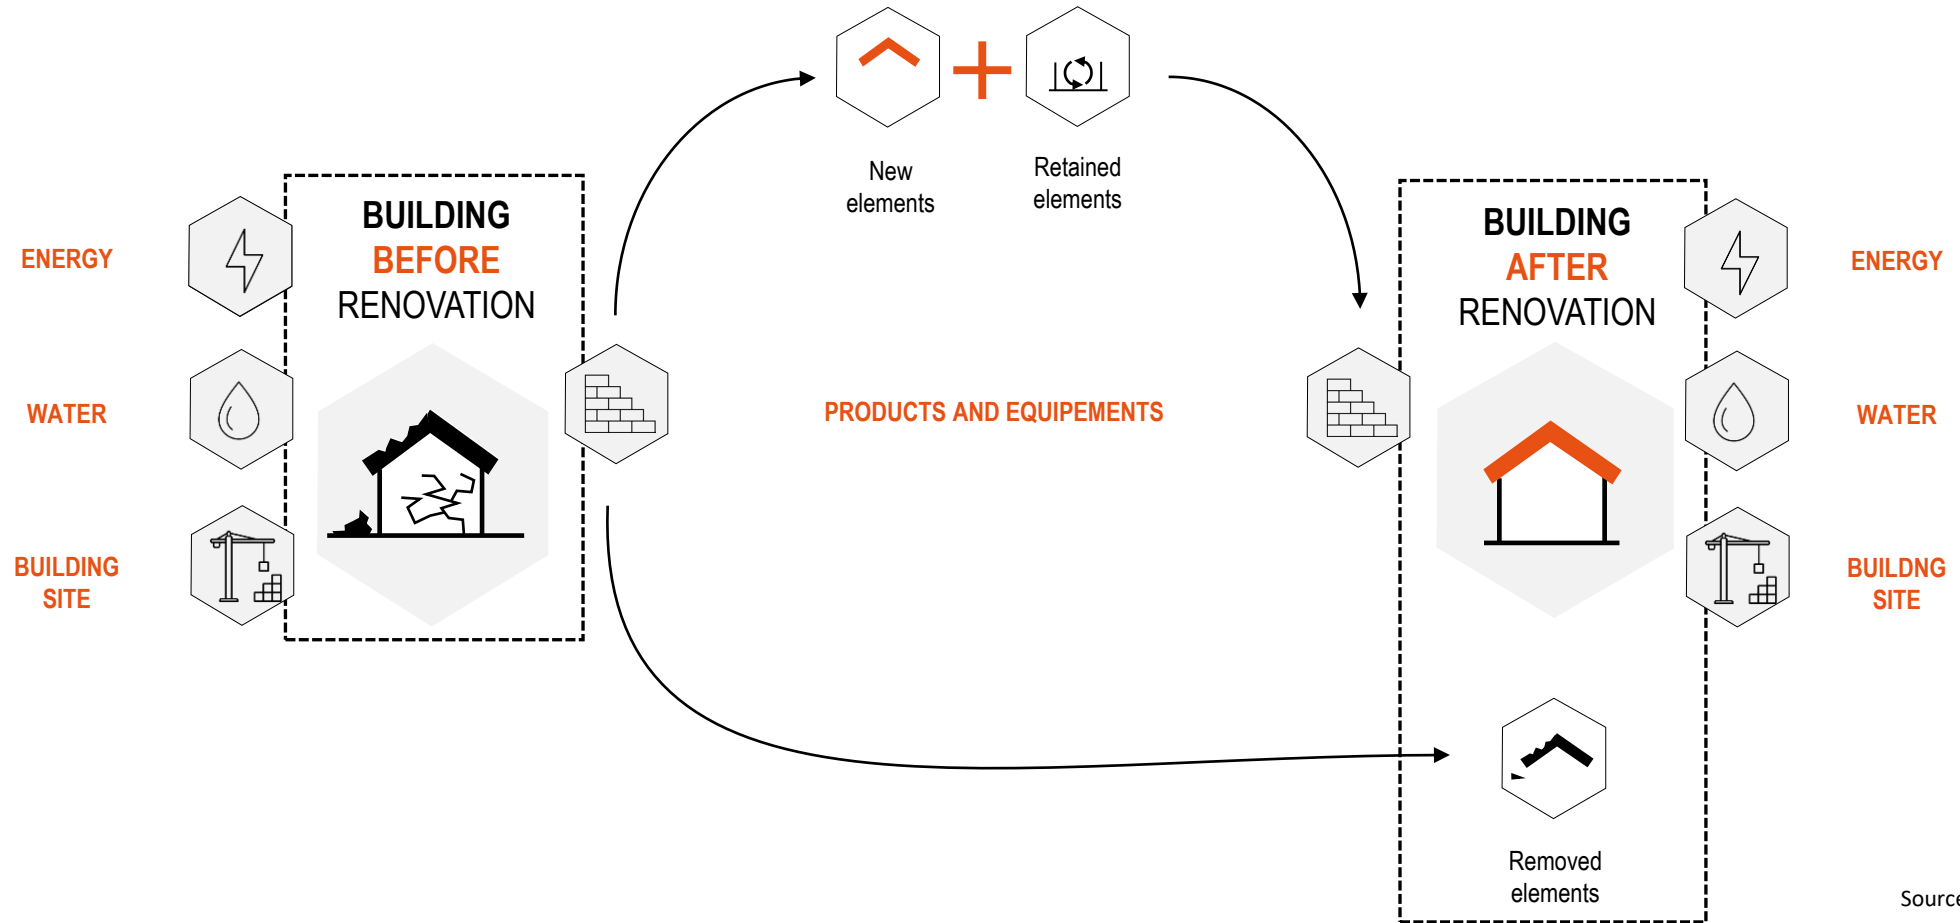 New
elements
Retained
elements
BUILDING
BEFORE
RENOVATION
ENERGY
WATER
BUILDING
SITE
PRODUCTS AND EQUIPEMENTS
BUILDING
AFTER
RENOVATION
ENERGY
WATER
BUILDNG
SITE
Removed
elements
Source